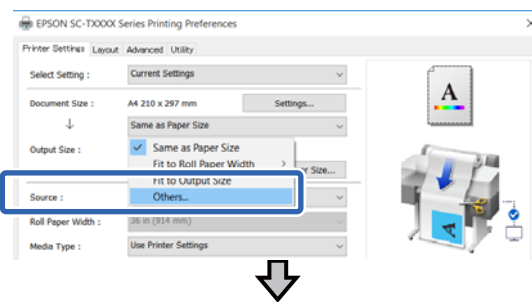 EPSON SC-TXXXX Series Printing Preferences
Printer Settings Layout Advanced Utility
Select Setting : Current Settings
Document Size : A4 210 x 297 mm Settings...
Same as Paper Size
Output Size : Same as Paper Size
Fit to Roll Paper Width
Size...
Fit to Output Size
Source : Others...
Roll Paper Width : 36 in (914 mm)
Media Type : Use Printer Settings
A
A